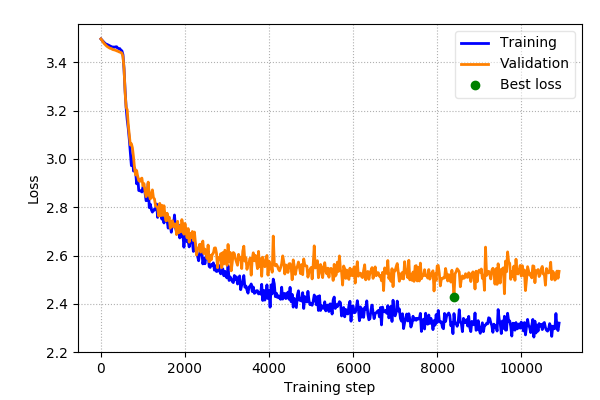 Training
Validation
Best loss
Loss
3.4
3.2
3.0
2.8
2.6
2.4
2.2
0 2000 4000 6000 8000 10000
Training step